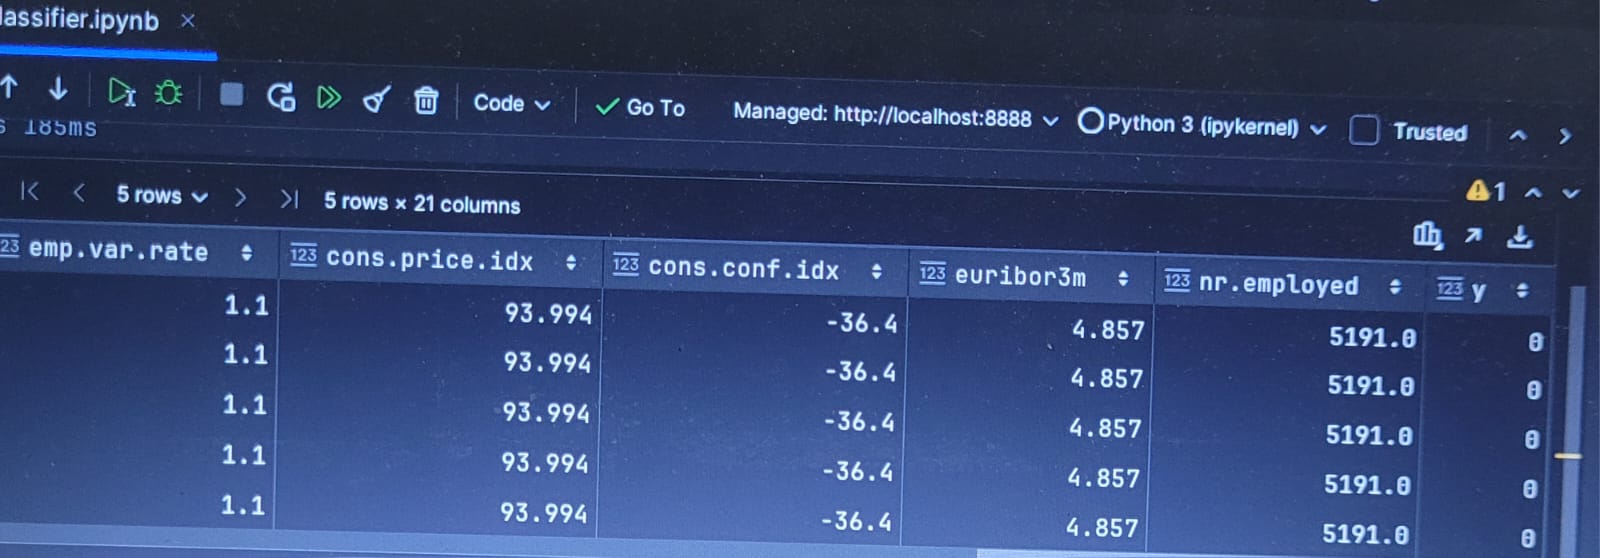 lassifier.ipynb ×
Code Go To Managed: http://localhost:8888 Python 3 (ipykernel) Trusted
185ms
5 rows 5 rows × 21 columns 1
123 emp.var.rate 123 cons.price.idx 123 cons.conf.idx 123 euribor3m 123 nr.employed 123 y
1.1 93.994 -36.4 4.857 5191.0 0
1.1 93.994 -36.4 4.857 5191.0 0
1.1 93.994 -36.4 4.857 5191.0 0
1.1 93.994 -36.4 4.857 5191.0 0
1.1 93.994 -36.4 4.857 5191.0 0